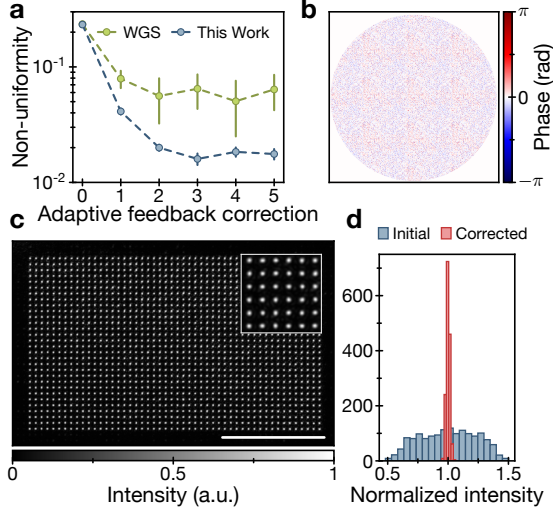 a
WGS This Work
Non-uniformity
10⁻¹
10⁻²
0 1 2 3 4 5
Adaptive feedback correction
b
π
0
−π
Phase (rad)
c
0 0.5 1
Intensity (a.u.)
d
Initial Corrected
600
400
200
0
0.5 1.0 1.5
Normalized intensity